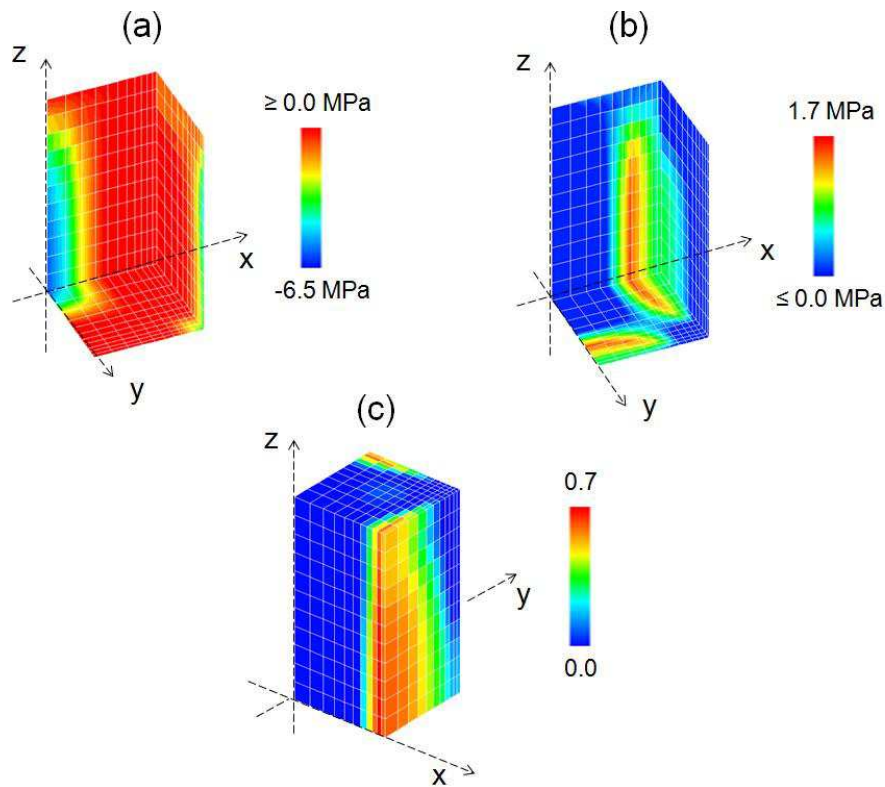 (a)
z
≥ 0.0 MPa
-6.5 MPa
x
y
(b)
z
1.7 MPa
≤ 0.0 MPa
x
y
(c)
z
0.7
0.0
y
x